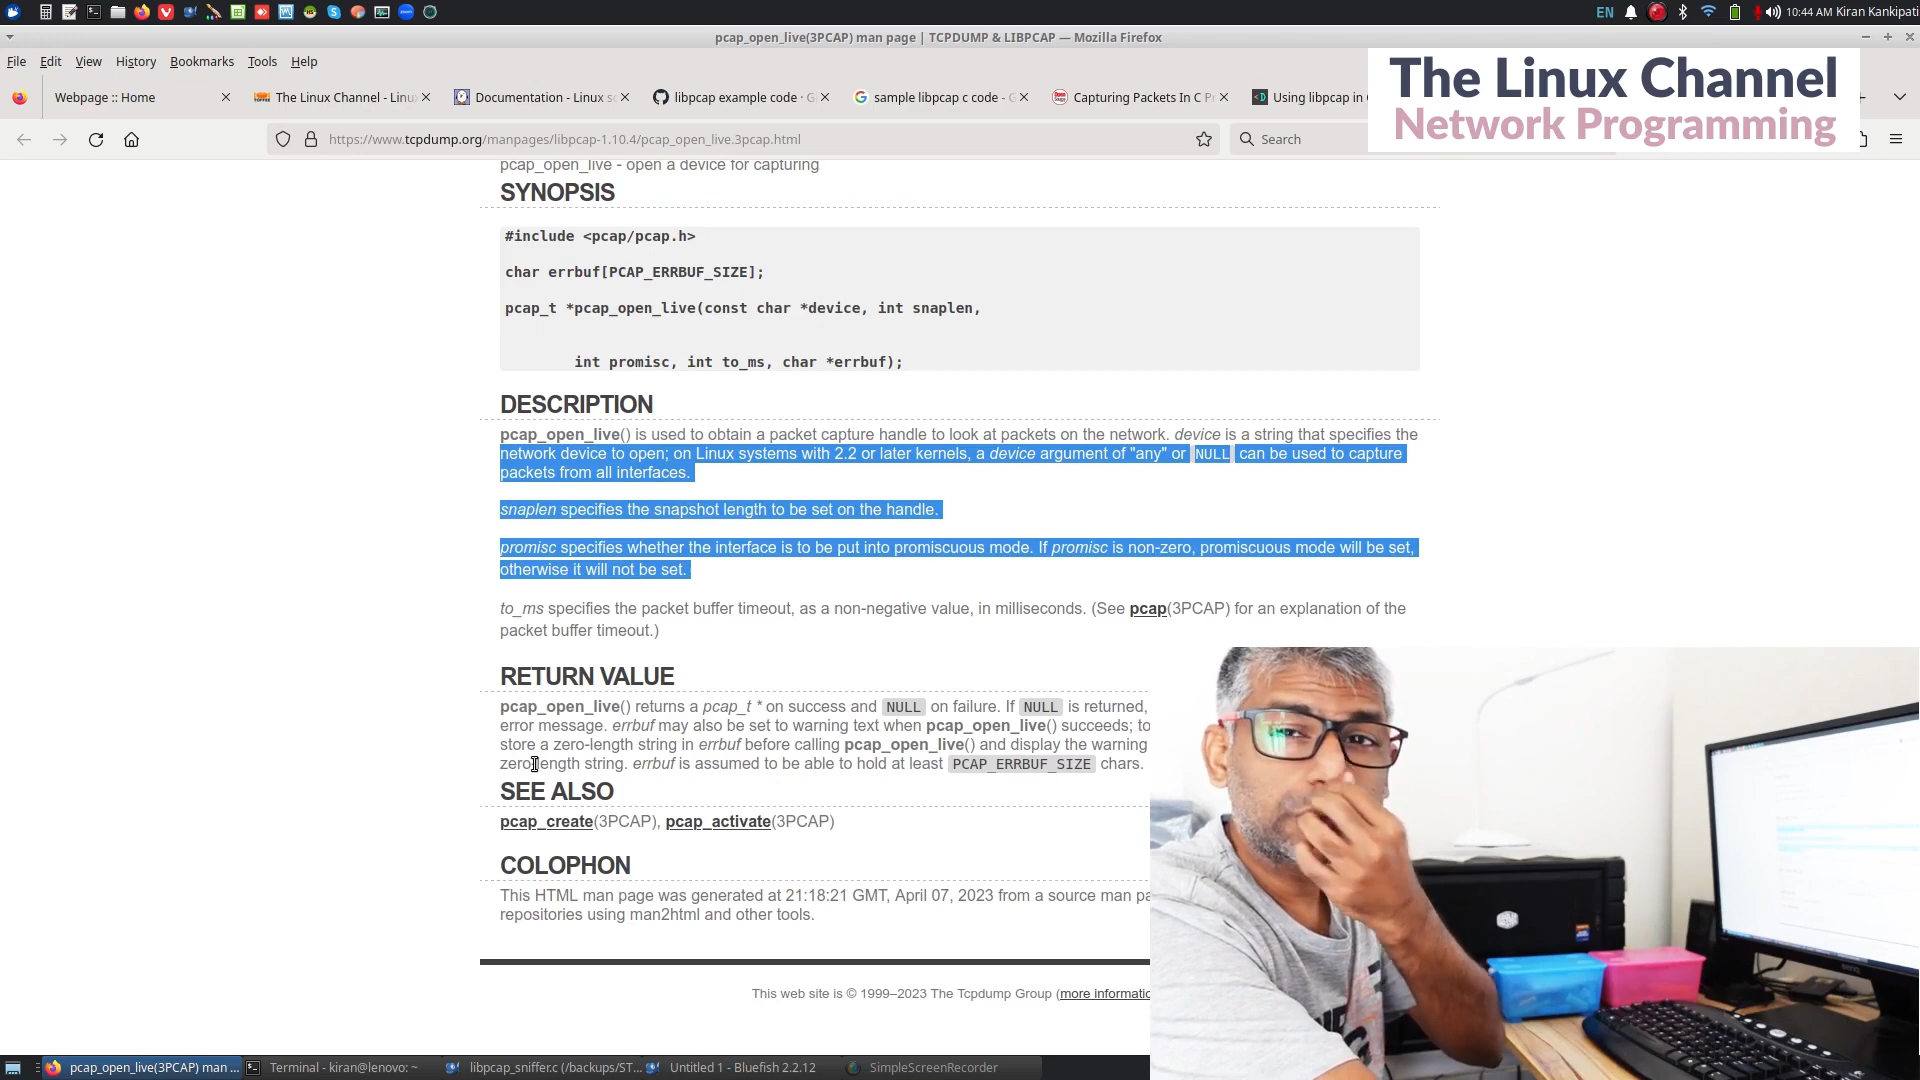 EN
10:44 AM Kiran Kankipati
pcap_open_live(3PCAP) man page | TCPDUMP & LIBPCAP — Mozilla Firefox
File Edit View History Bookmarks Tools Help
The Linux Channel
Network Programming
Webpage :: Home
The Linux Channel - Linu
Documentation - Linux s
libpcap example code · G
sample libpcap c code - G
Capturing Packets In C Pr
Using libpcap in
https://www.tcpdump.org/manpages/libpcap-1.10.4/pcap_open_live.3pcap.html
Search
pcap_open_live - open a device for capturing
SYNOPSIS
#include <pcap/pcap.h>
char errbuf[PCAP_ERRBUF_SIZE];
pcap_t *pcap_open_live(const char *device, int snaplen,
int promisc, int to_ms, char *errbuf);
DESCRIPTION
pcap_open_live() is used to obtain a packet capture handle to look at packets on the network. device is a string that specifies the
network device to open; on Linux systems with 2.2 or later kernels, a device argument of "any" or NULL can be used to capture
packets from all interfaces.
snaplen specifies the snapshot length to be set on the handle.
promisc specifies whether the interface is to be put into promiscuous mode. If promisc is non-zero, promiscuous mode will be set,
otherwise it will not be set.
to_ms specifies the packet buffer timeout, as a non-negative value, in milliseconds. (See pcap(3PCAP) for an explanation of the
packet buffer timeout.)
RETURN VALUE
pcap_open_live() returns a pcap_t * on success and NULL on failure. If NULL is returned,
error message. errbuf may also be set to warning text when pcap_open_live() succeeds; to
store a zero-length string in errbuf before calling pcap_open_live() and display the warning
zero-length string. errbuf is assumed to be able to hold at least PCAP_ERRBUF_SIZE chars.
SEE ALSO
pcap_create(3PCAP), pcap_activate(3PCAP)
COLOPHON
This HTML man page was generated at 21:18:21 GMT, April 07, 2023 from a source man pa
repositories using man2html and other tools.
This web site is © 1999–2023 The Tcpdump Group (more informatio
pcap_open_live(3PCAP) man ...
Terminal - kiran@lenovo: ~
libpcap_sniffer.c (/backups/ST...
Untitled 1 - Bluefish 2.2.12
SimpleScreenRecorder